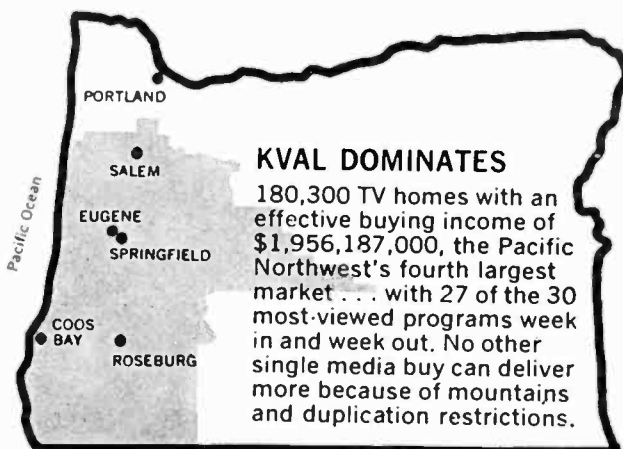 PORTLAND
SALEM
Pacific Ocean
EUGENE
SPRINGFIELD
COOS
BAY
ROSEBURG
KVAL DOMINATES
180,300 TV homes with an
effective buying income of
$1,956,187,000, the Pacific
Northwest's fourth largest
market . . . with 27 of the 30
most-viewed programs week
in and week out. No other
single media buy can deliver
more because of mountains
and duplication restrictions.